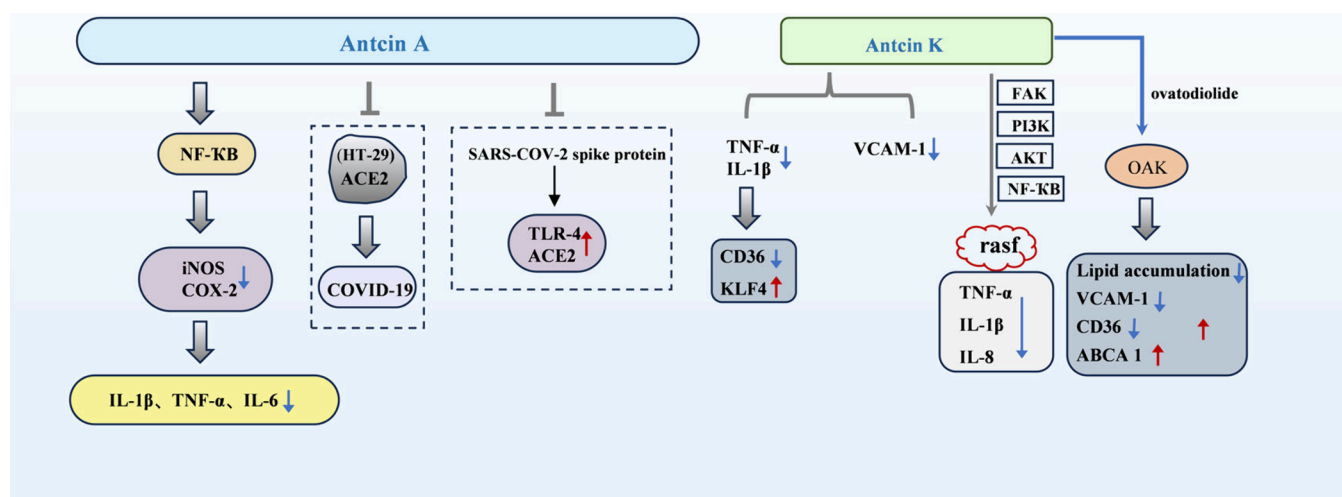 Antcin A
Antcin K
NF-ҠB
(HT-29)
ACE2
SARS-COV-2 spike protein
TNF-α
IL-1β
VCAM-1
FAK
PI3K
AKT
NF-ҠB
ovatodiolide
OAK
iNOS
COX-2
COVID-19
TLR-4
ACE2
CD36
KLF4
rasf
TNF-α
IL-1β
IL-8
Lipid accumulation
VCAM-1
CD36
ABCA 1
IL-1β、TNF-α、IL-6